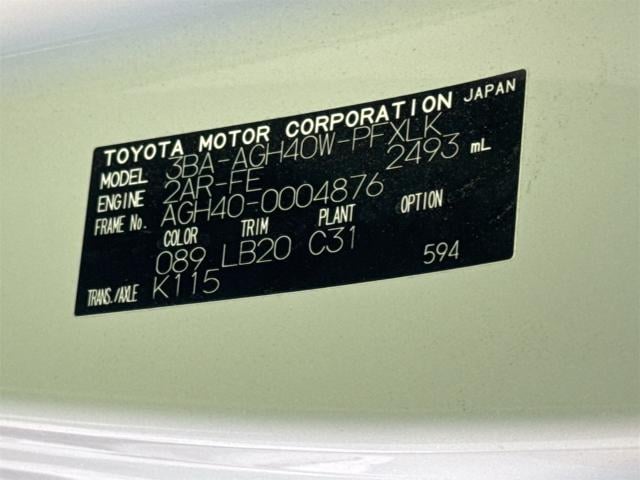 TOYOTA MOTOR CORPORATION JAPAN
MODEL 3BA-AGH40W-PFXLK
ENGINE 2AR-FE 2493 mL
FRAME No. AGH40-0004876
COLOR TRIM PLANT OPTION
089 LB20 C31
TRANS./AXLE K115 594